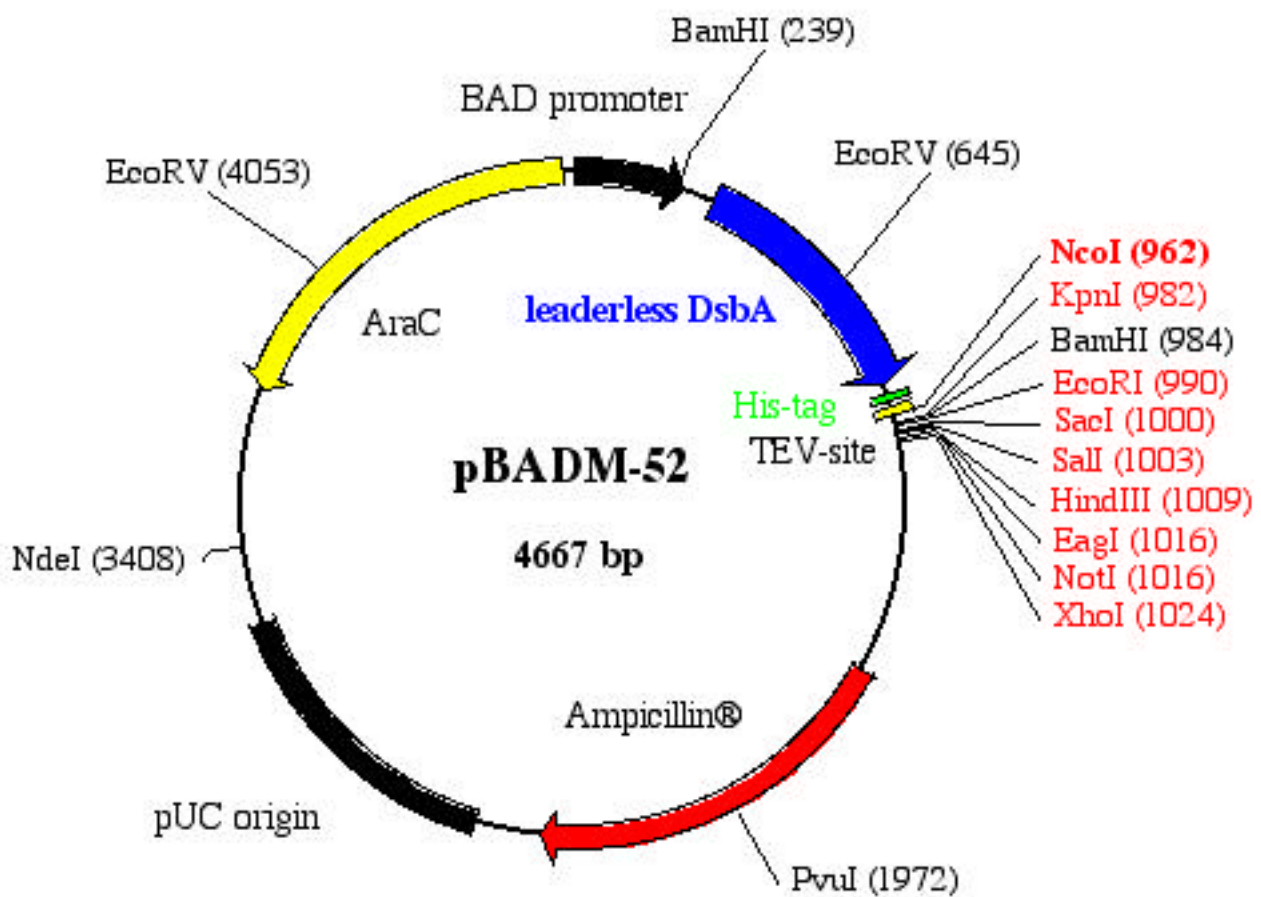 BamHI (239)
BAD promoter
EcoRV (4053)
EcoRV (645)
NcoI (962)
KpnI (982)
BamHI (984)
EcoRI (990)
SacI (1000)
SalI (1003)
HindIII (1009)
EagI (1016)
NotI (1016)
XhoI (1024)
AraC
leaderless DsbA
His-tag
TEV-site
pBADM-52
4667 bp
NdeI (3408)
Ampicillin®
pUC origin
PvuI (1972)